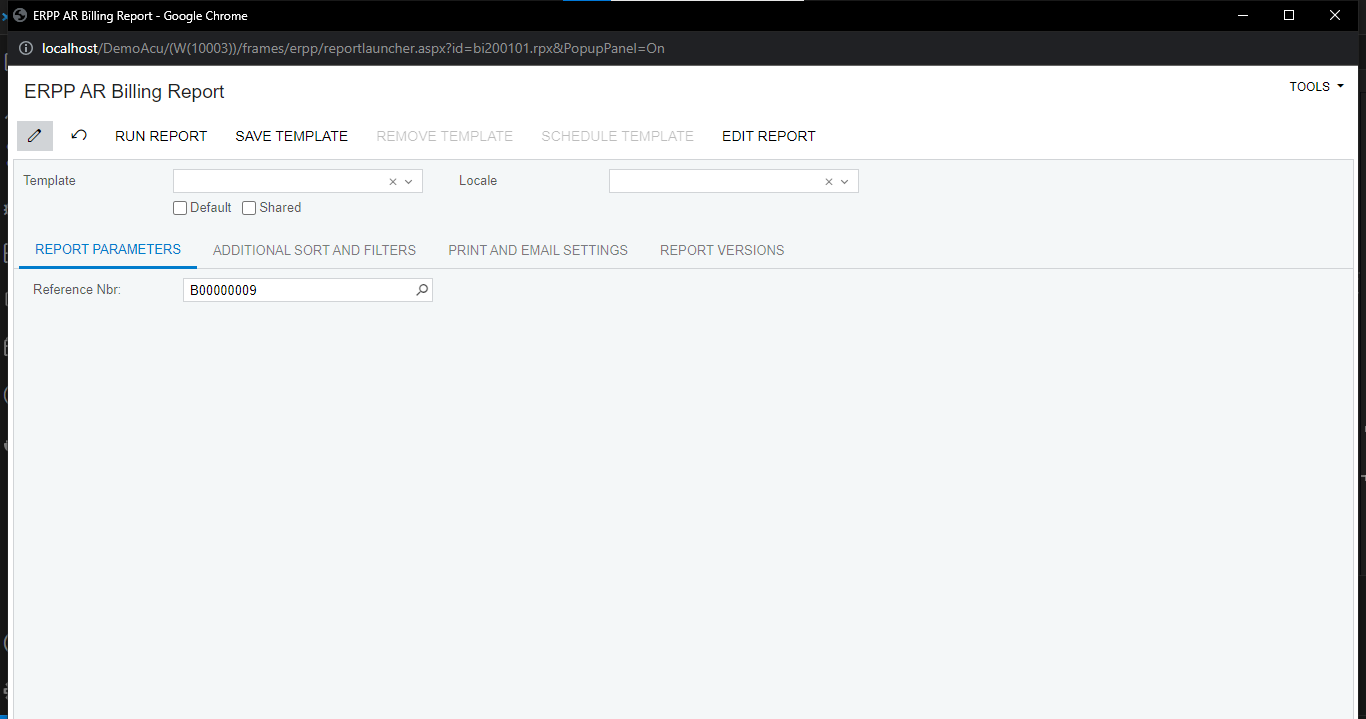 ERPP AR Billing Report - Google Chrome
localhost/DemoAcu/(W(10003))/frames/erpp/reportlauncher.aspx?id=bi200101.rpx&PopupPanel=On
ERPP AR Billing Report
TOOLS
RUN REPORT SAVE TEMPLATE REMOVE TEMPLATE SCHEDULE TEMPLATE EDIT REPORT
Template Locale
Default Shared
REPORT PARAMETERS ADDITIONAL SORT AND FILTERS PRINT AND EMAIL SETTINGS REPORT VERSIONS
Reference Nbr: B00000009